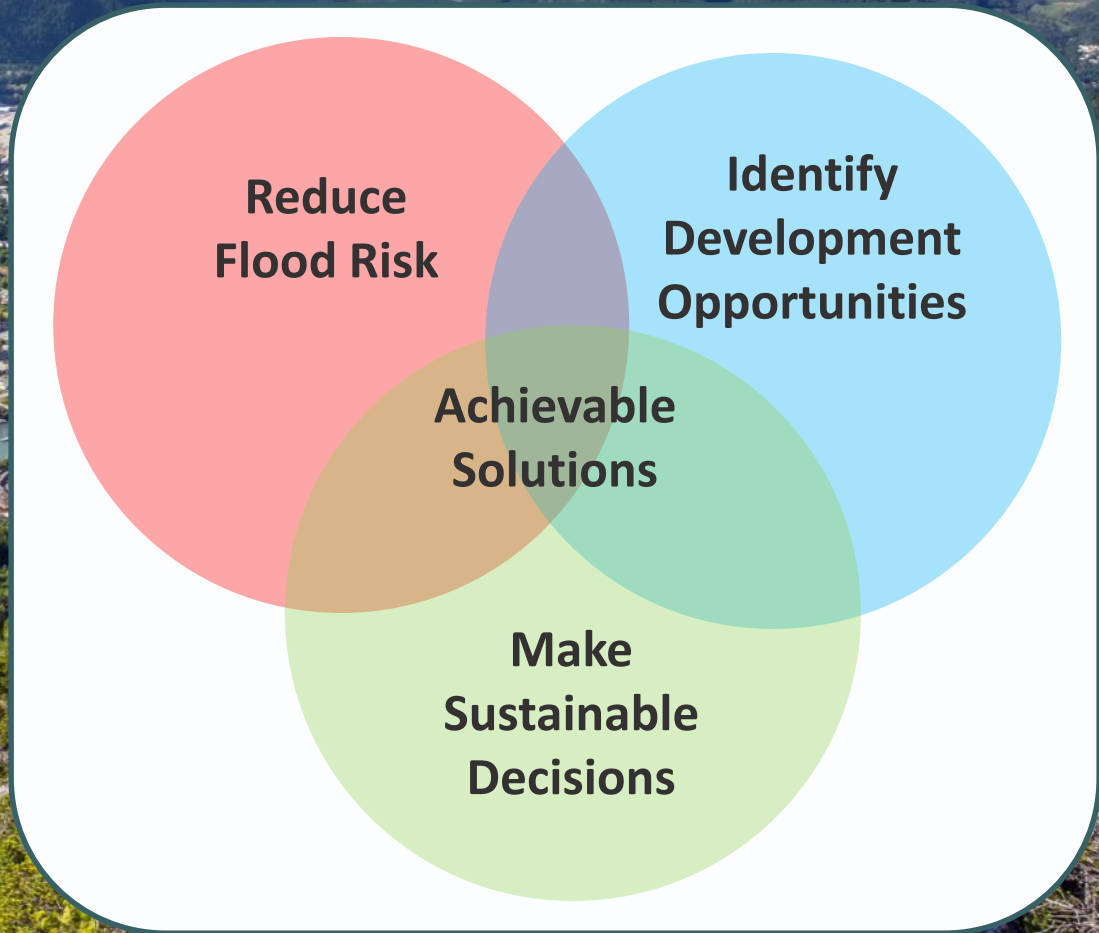 Reduce
Flood Risk
Identify
Development
Opportunities
Achievable
Solutions
Make
Sustainable
Decisions